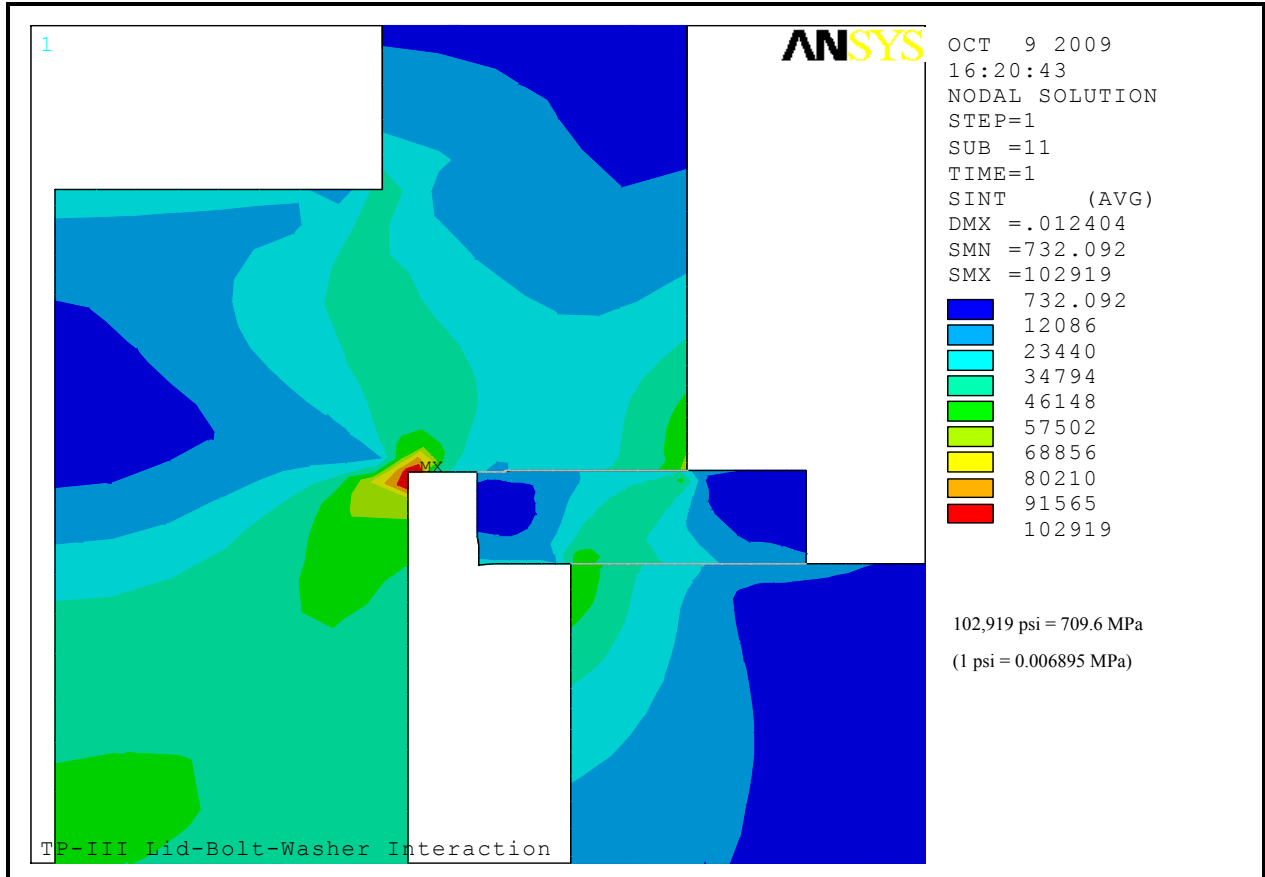 1
ANSYS
OCT 9 2009
16:20:43
NODAL SOLUTION
STEP=1
SUB =11
TIME=1
SINT (AVG)
DMX =.012404
SMN =732.092
SMX =102919
732.092
12086
23440
34794
46148
57502
68856
80210
91565
102919
MX
102,919 psi = 709.6 MPa
(1 psi = 0.006895 MPa)
TP-III Lid-Bolt-Washer Interaction